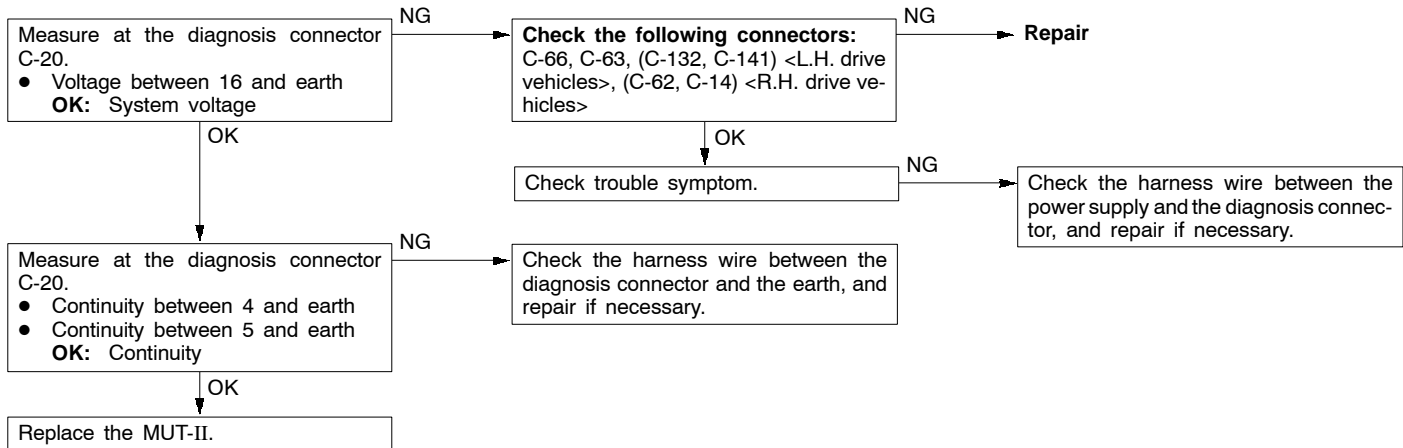 Measure at the diagnosis connector
C-20.
● Voltage between 16 and earth
OK: System voltage
NG
Check the following connectors:
C-66, C-63, (C-132, C-141) <L.H. drive
vehicles>, (C-62, C-14) <R.H. drive ve-
hicles>
NG
Repair
OK
OK
Check trouble symptom.
NG
Check the harness wire between the
power supply and the diagnosis connec-
tor, and repair if necessary.
Measure at the diagnosis connector
C-20.
● Continuity between 4 and earth
● Continuity between 5 and earth
OK: Continuity
NG
Check the harness wire between the
diagnosis connector and the earth, and
repair if necessary.
OK
Replace the MUT-II.